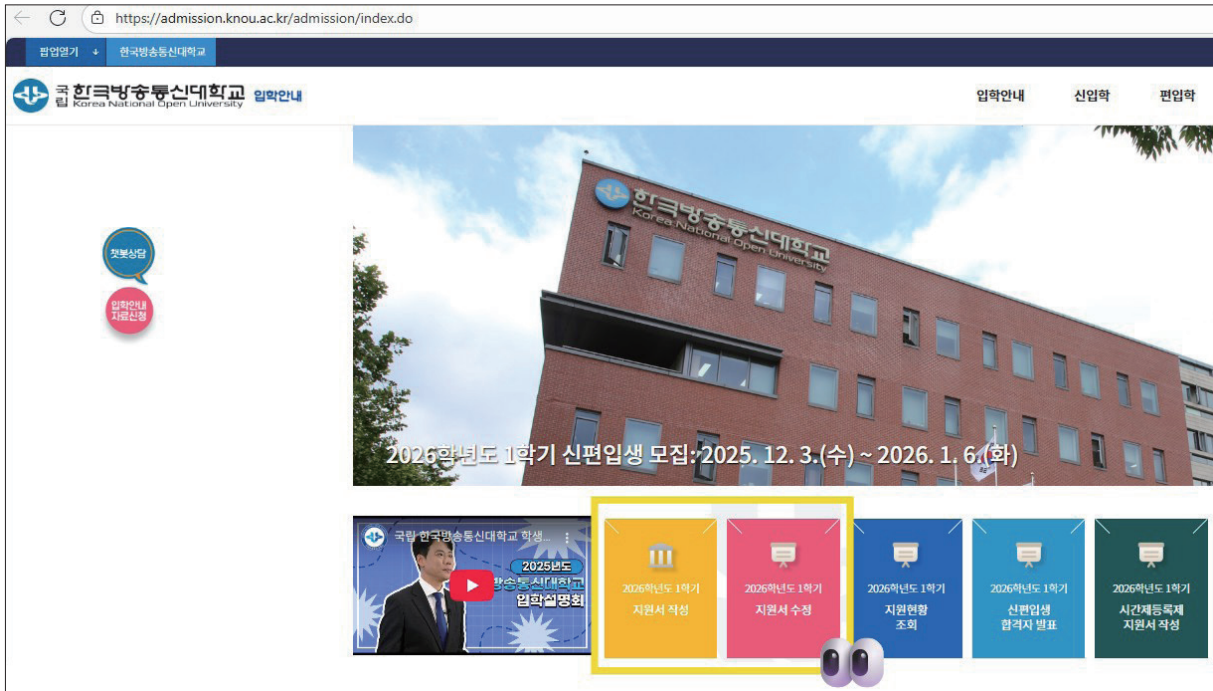 https://admission.knou.ac.kr/admission/index.do
팝업열기 ↓ 한국방송통신대학교
국립 한국방송통신대학교 입학안내
Korea National Open University
입학안내 신입학 편입학
한국방송통신대학교
Korea National Open University
챗봇상담
입학안내
자료신청
2026학년도 1학기 신편입생 모집: 2025. 12. 3.(수) ~ 2026. 1. 6.(화)
국립 한국방송통신대학교 학생...
2025년도
방송통신대학교
입학설명회
2026학년도 1학기
지원서 작성
2026학년도 1학기
지원서 수정
2026학년도 1학기
지원현황
조회
2026학년도 1학기
신편입생
합격자 발표
2026학년도 1학기
시간제등록제
지원서 작성